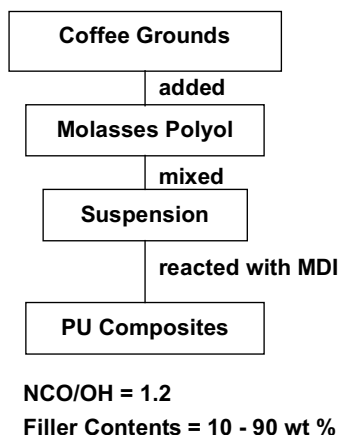 Coffee Grounds
added
Molasses Polyol
mixed
Suspension
reacted with MDI
PU Composites
NCO/OH = 1.2
Filler Contents = 10 - 90 wt %